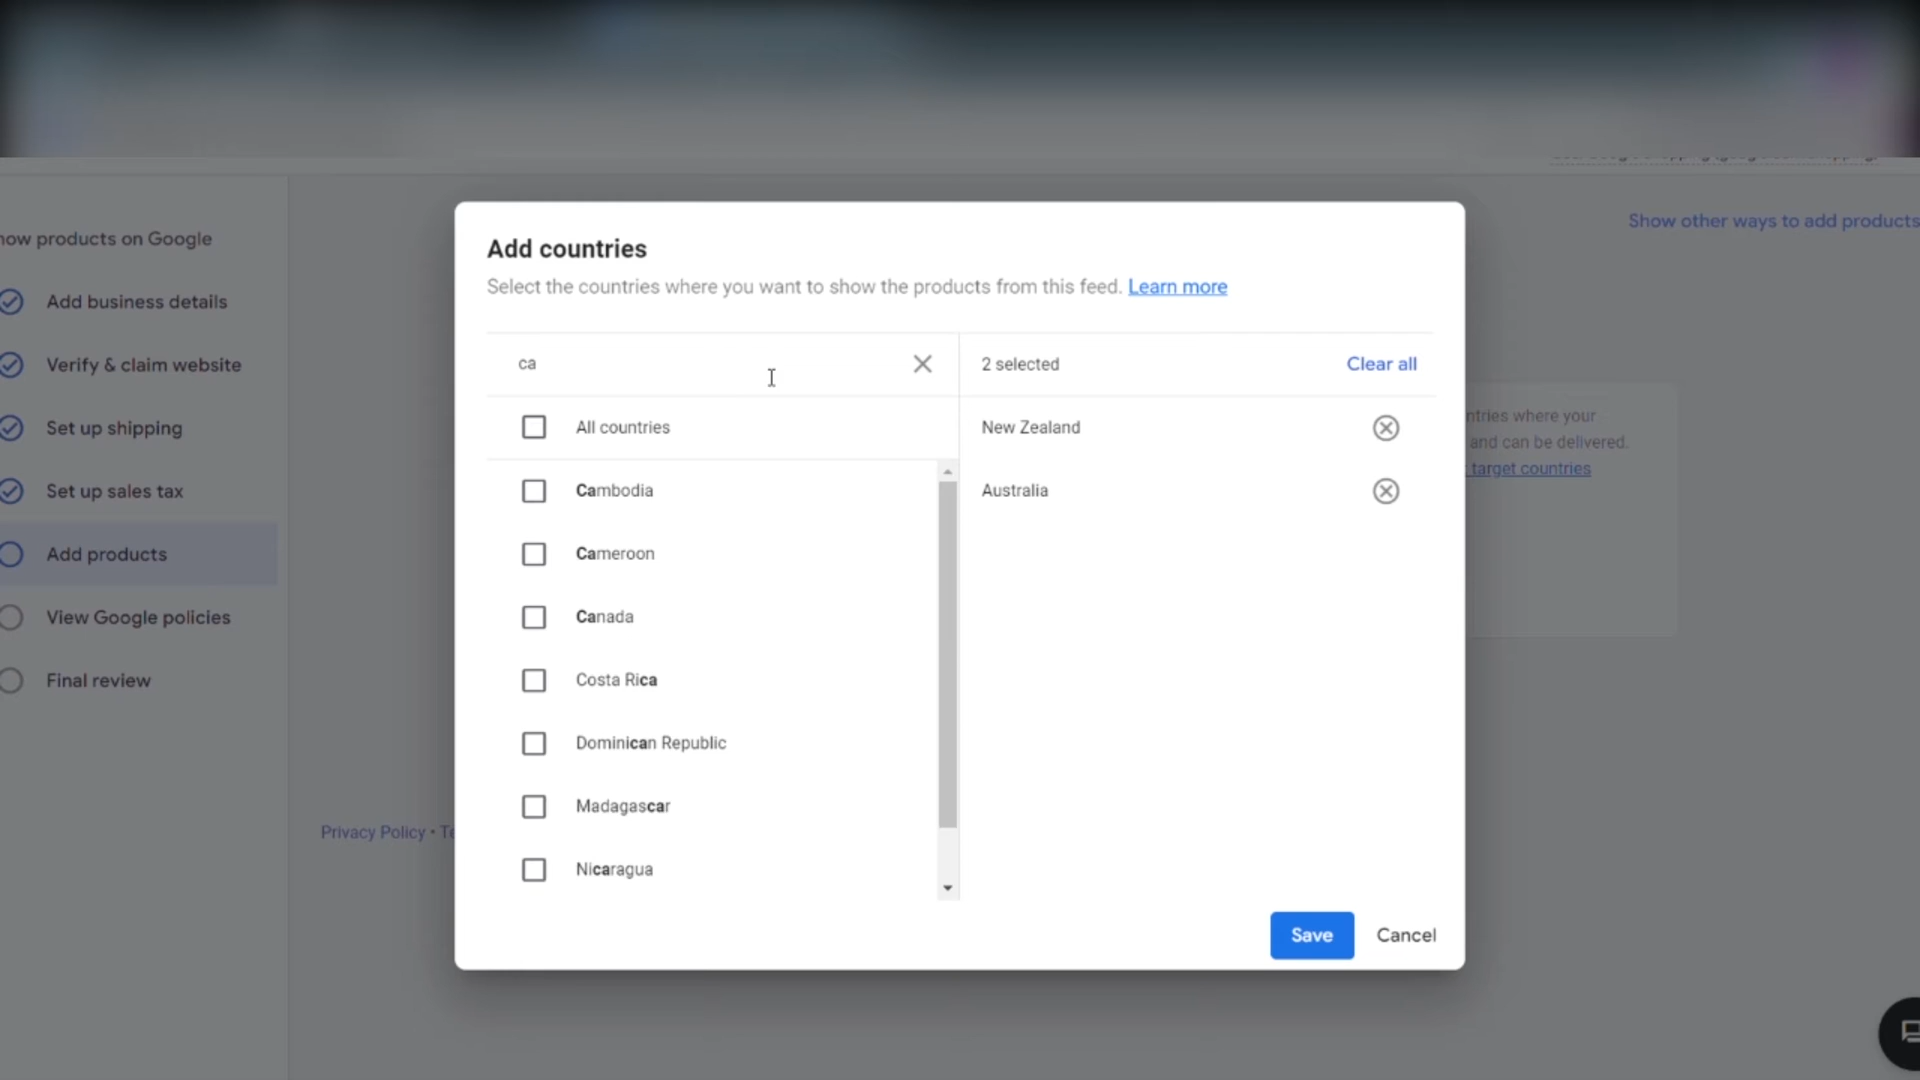 Show other ways to add products
how products on Google
Add business details
Verify & claim website
Set up shipping
Set up sales tax
Add products
View Google policies
Final review
Add countries
Select the countries where you want to show the products from this feed. Learn more
ca
2 selected
Clear all
All countries
New Zealand
Cambodia
Australia
Cameroon
Canada
Costa Rica
Dominican Republic
Madagascar
Nicaragua
Save
Cancel
where your
and can be delivered.
target countries
Privacy Policy •